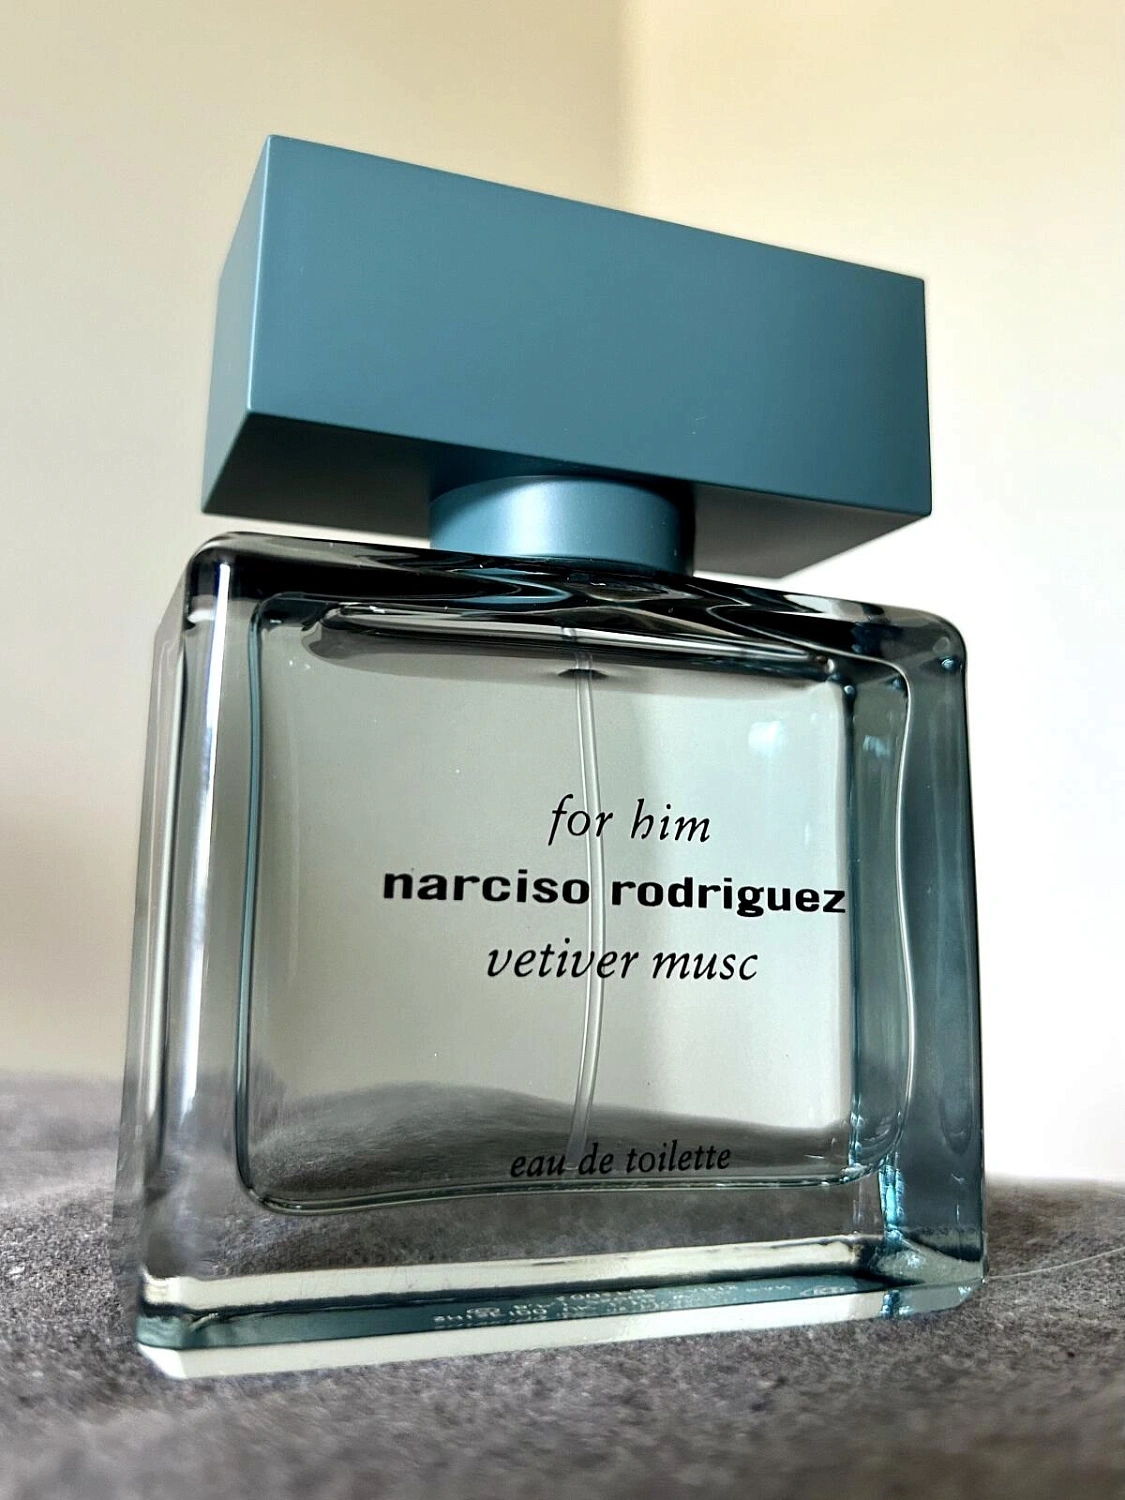 for him
narciso rodriguez
vetiver musc
eau de toilette